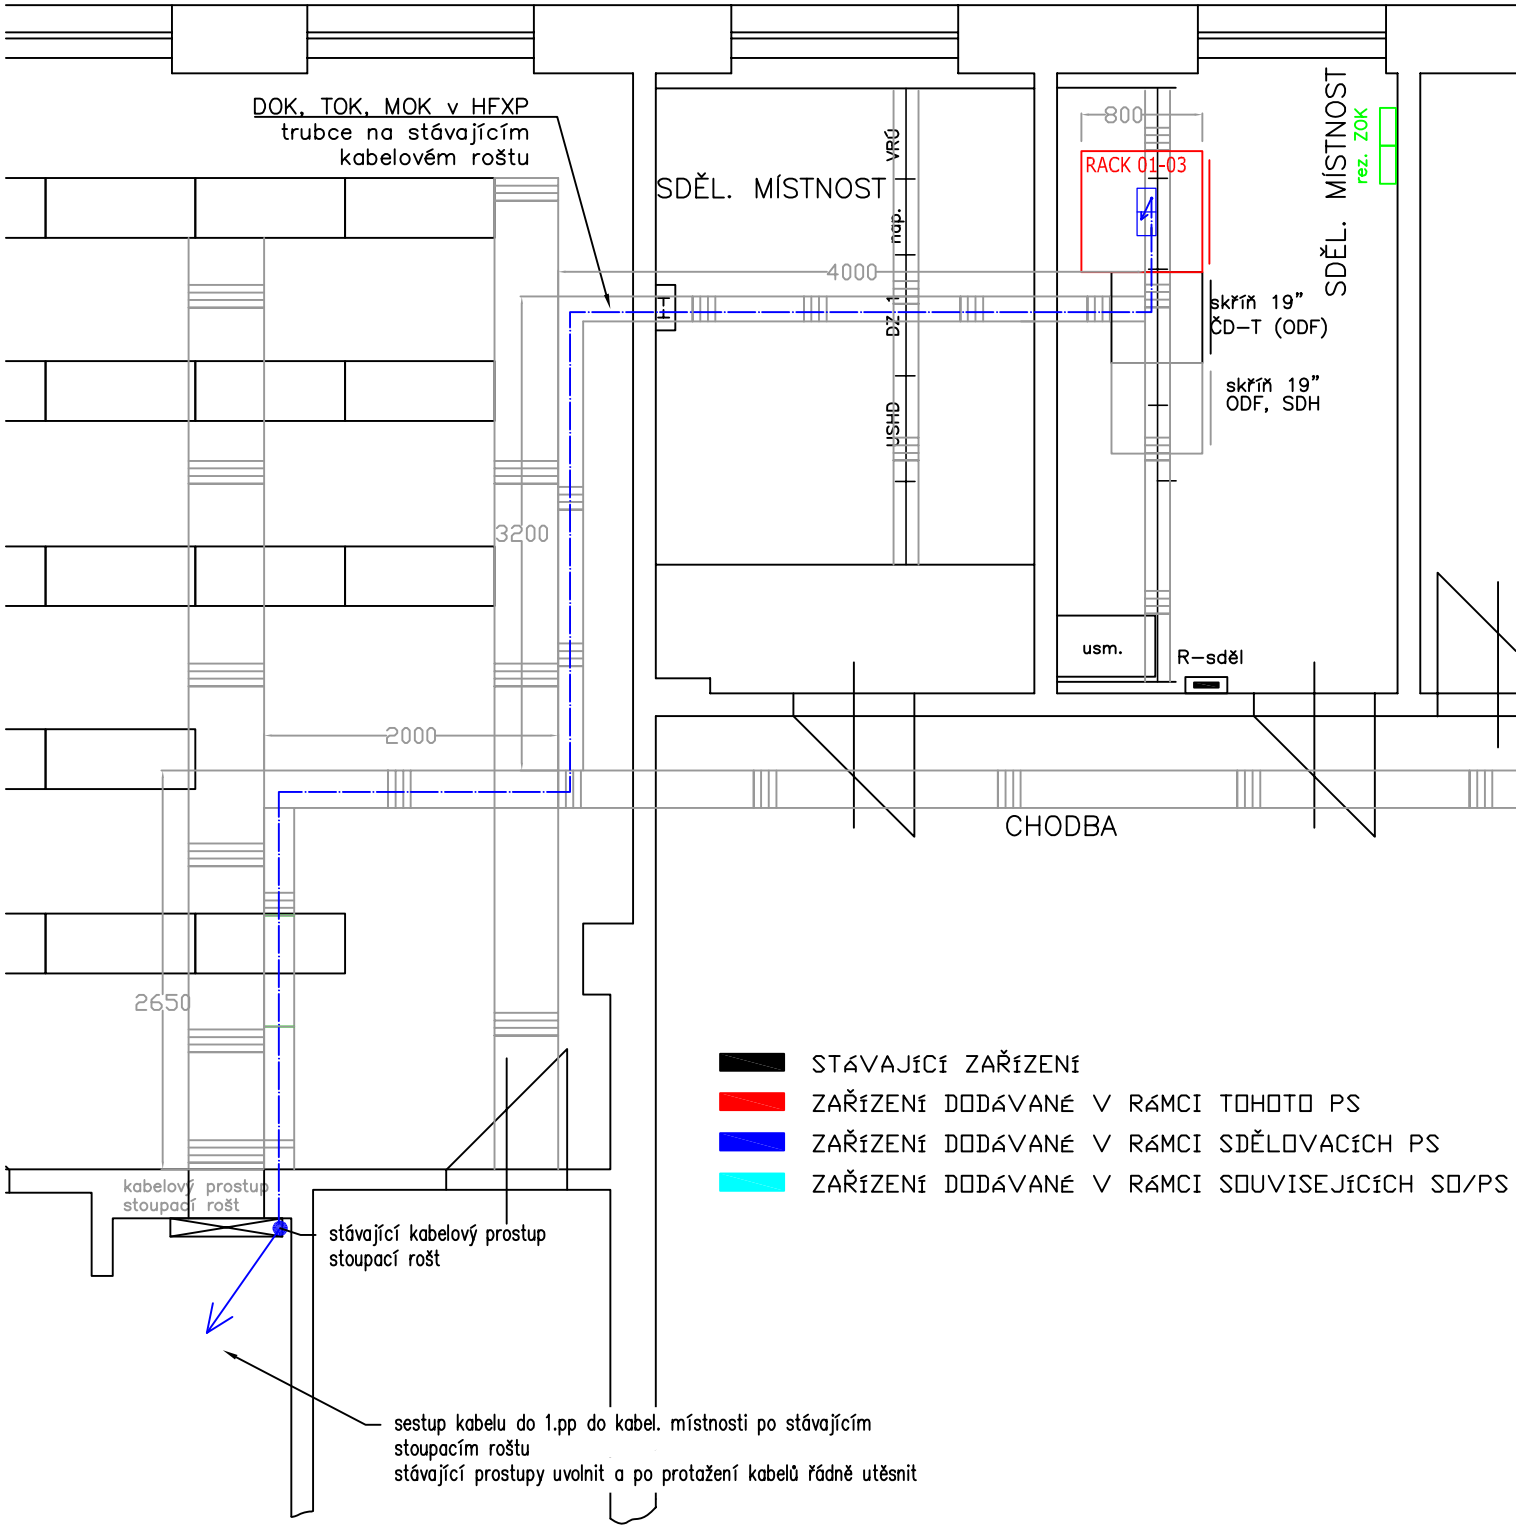 DOK, TOK, MOK v HFXP
trubce na stávajícím
kabelovém roštu
SDĚL. MÍSTNOST
VRÚ
nap.
DZ 1
USHD
4000
800
RACK 01-03
SDĚL. MÍSTNOST
rez. ZOK
skříň 19"
ČD-T (ODF)
skříň 19"
ODF, SDH
3200
usm.
R-sděl
2000
CHODBA
2650
STÁVAJÍCÍ ZAŘÍZENÍ
ZAŘÍZENÍ DODÁVANÉ V RÁMCI TOHOTO PS
ZAŘÍZENÍ DODÁVANÉ V RÁMCI SDĚLOVACÍCH PS
ZAŘÍZENÍ DODÁVANÉ V RÁMCI SOUVISEJÍCÍCH SO/PS
kabelový prostup
stoupací rošt
stávající kabelový prostup
stoupací rošt
sestup kabelu do 1.pp do kabel. místnosti po stávajícím
stoupacím roštu
stávající prostupy uvolnit a po protažení kabelů řádně utěsnit